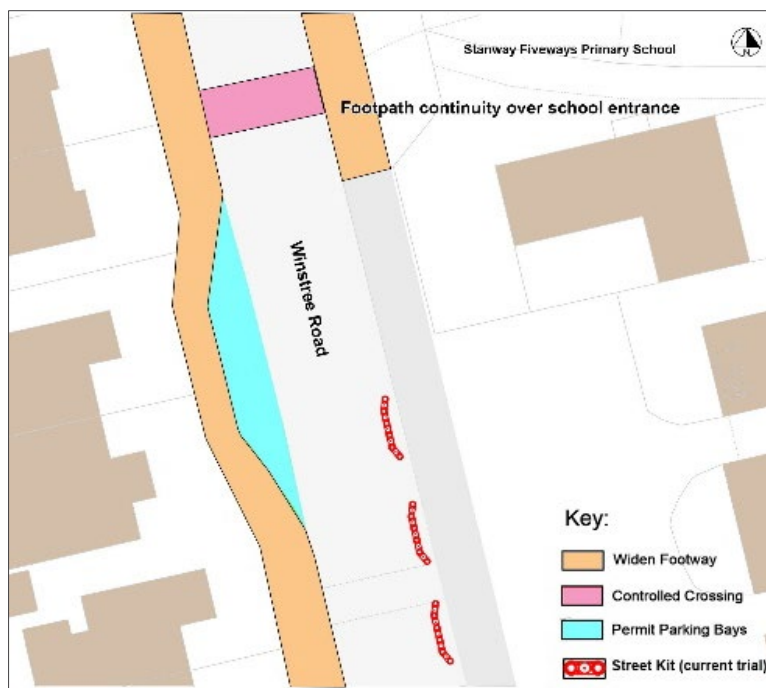 Stanway Fiveways Primary School
N
Footpath continuity over school entrance
Winstree Road
Key:
Widen Footway
Controlled Crossing
Permit Parking Bays
Street Kit (current trial)